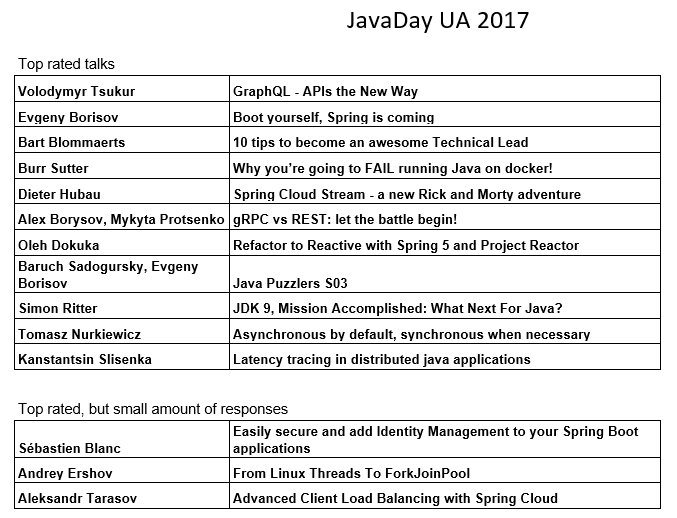 JavaDay UA 2017
Top rated talks
Volodymyr Tsukur GraphQL - APIs the New Way
Evgeny Borisov Boot yourself, Spring is coming
Bart Blommaerts 10 tips to become an awesome Technical Lead
Burr Sutter Why you’re going to FAIL running Java on docker!
Dieter Hubau Spring Cloud Stream - a new Rick and Morty adventure
Alex Borysov, Mykyta Protsenko gRPC vs REST: let the battle begin!
Oleh Dokuka Refactor to Reactive with Spring 5 and Project Reactor
Baruch Sadogursky, Evgeny
Borisov Java Puzzlers S03
Simon Ritter JDK 9, Mission Accomplished: What Next For Java?
Tomasz Nurkiewicz Asynchronous by default, synchronous when necessary
Kanstantsin Slisenka Latency tracing in distributed java applications
Top rated, but small amount of responses
Easily secure and add Identity Management to your Spring Boot
Sébastien Blanc applications
Andrey Ershov From Linux Threads To ForkJoinPool
Aleksandr Tarasov Advanced Client Load Balancing with Spring Cloud